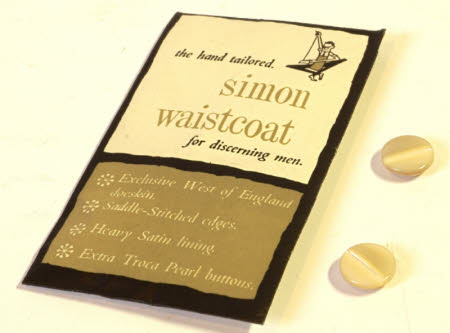 the hand tailored.
simon
waistcoat
for discerning men.
Exclusive West of England
doeskin.
Saddle-Stitched edges.
Heavy Satin lining.
Extra Troca Pearl buttons.